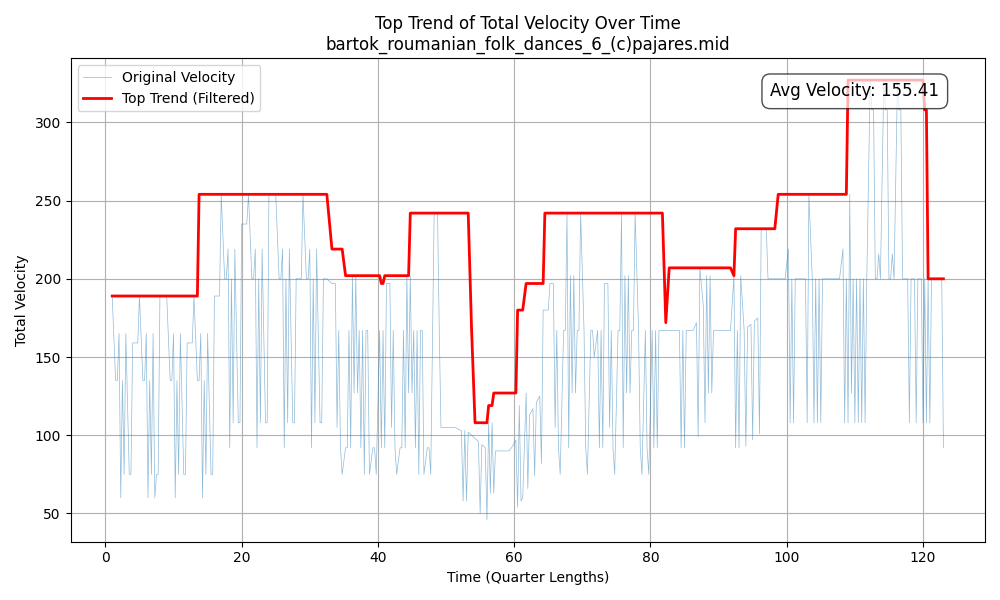 Top Trend of Total Velocity Over Time
bartok_roumanian_folk_dances_6_(c)pajares.mid
Original Velocity
Top Trend (Filtered)
Avg Velocity: 155.41
Total Velocity
300
250
200
150
100
50
0
20
40
60
80
100
120
Time (Quarter Lengths)